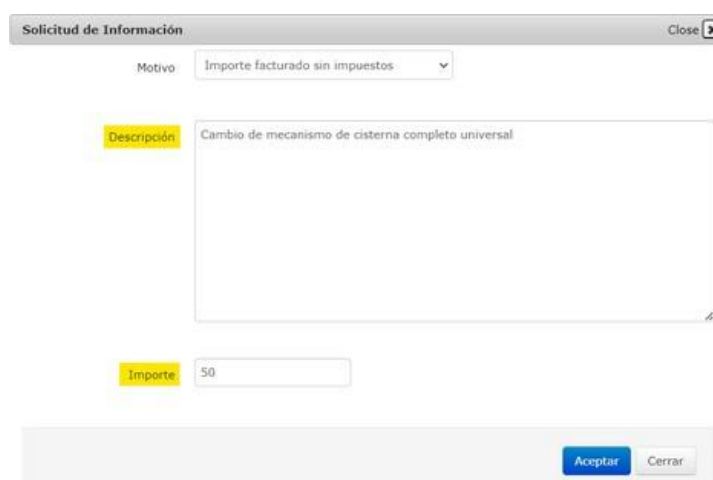 Solicitud de Información Close
Motivo Importe facturado sin impuestos
Descripción Cambio de mecanismo de cisterna completo universal
Importe 50
Aceptar Cerrar